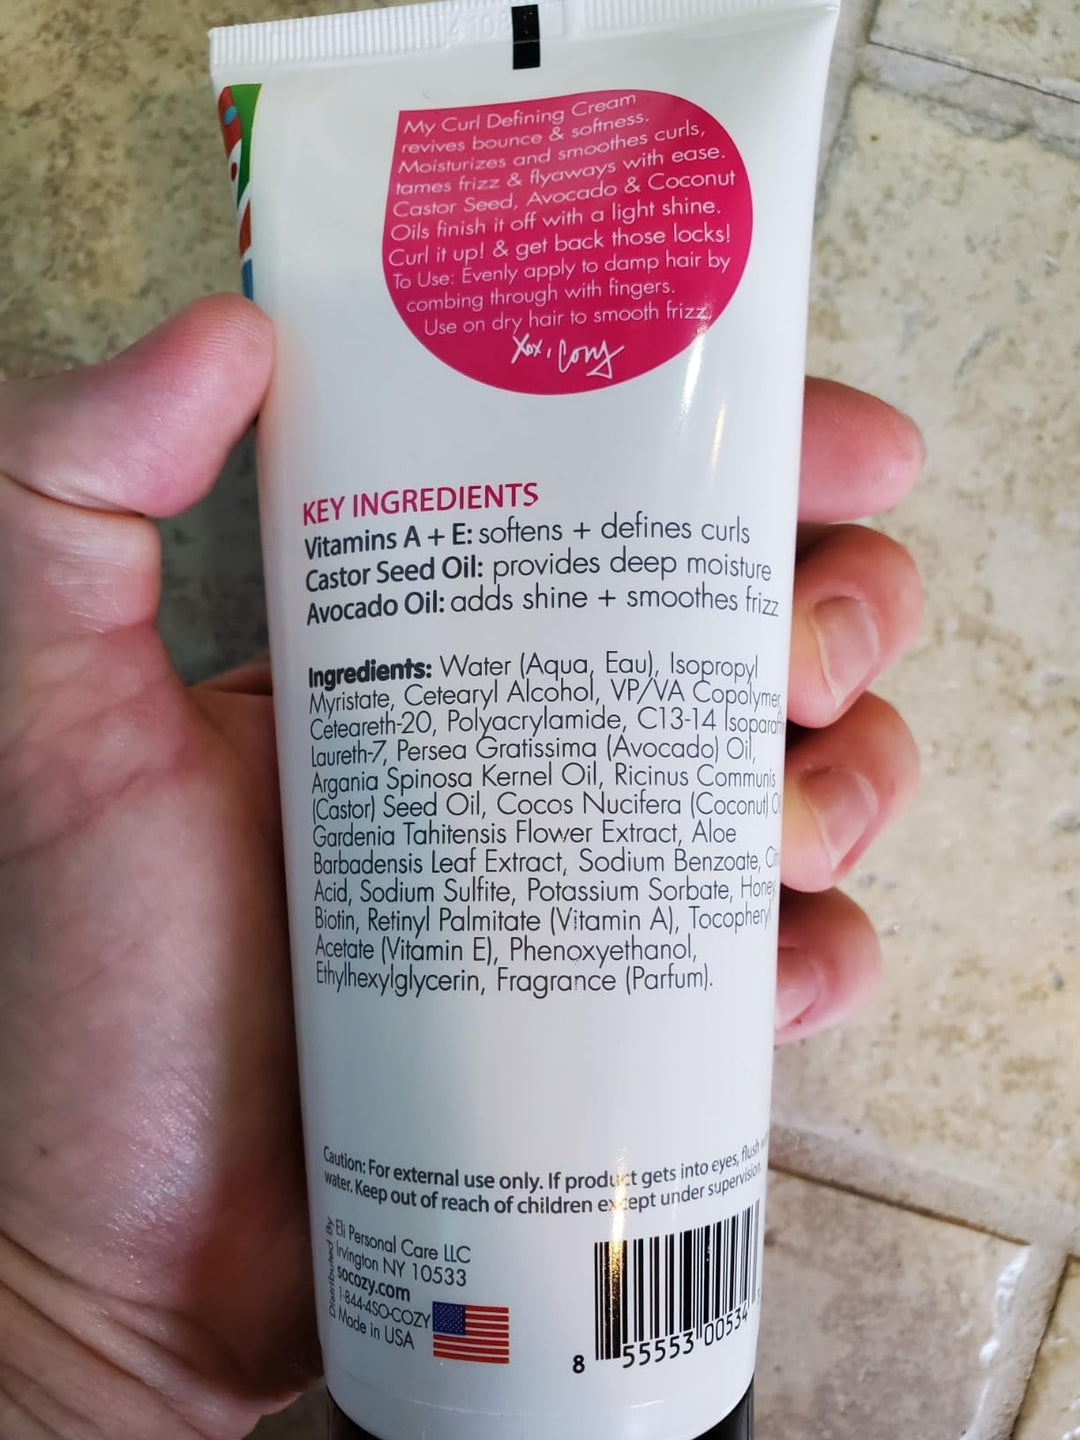 My Curl Defining Cream
revives bounce & softness.
Moisturizes and smoothes curls,
tames frizz & flyaways with ease.
Castor Seed, Avocado & Coconut
Oils finish it off with a light shine.
Curl it up! & get back those locks!
To Use: Evenly apply to damp hair by
combing through with fingers.
Use on dry hair to smooth frizz
xox, Cozy
KEY INGREDIENTS
Vitamins A + E: softens + defines curls
Castor Seed Oil: provides deep moisture
Avocado Oil: adds shine + smoothes frizz
Ingredients: Water (Aqua, Eau), Isopropyl
Myristate, Cetearyl Alcohol, VP/VA Copolymer
Ceteareth-20, Polyacrylamide, C13-14
Laureth-7, Persea Gratissima (Avocado) Oil,
Argania Spinosa Kernel Oil, Ricinus Communis
(Castor) Seed Oil, Cocos Nucifera (Coconut)
Gardenia Tahitensis Flower Extract, Aloe
Barbadensis Leaf Extract, Sodium Benzoate,
Acid, Sodium Sulfite, Potassium Sorbate, Honey
Biotin, Retinyl Palmitate (Vitamin A), Tocopheryl
Acetate (Vitamin E), Phenoxyethanol,
Ethylhexylglycerin, Fragrance (Parfum).
Caution: For external use only. If product gets into eyes, flush
water. Keep out of reach of children except under supervision
Distributed By
Eli Personal Care LLC
Irvington NY 10533
socozy.com
1-844-4SO-COZY
Made in USA
8 55553 00534